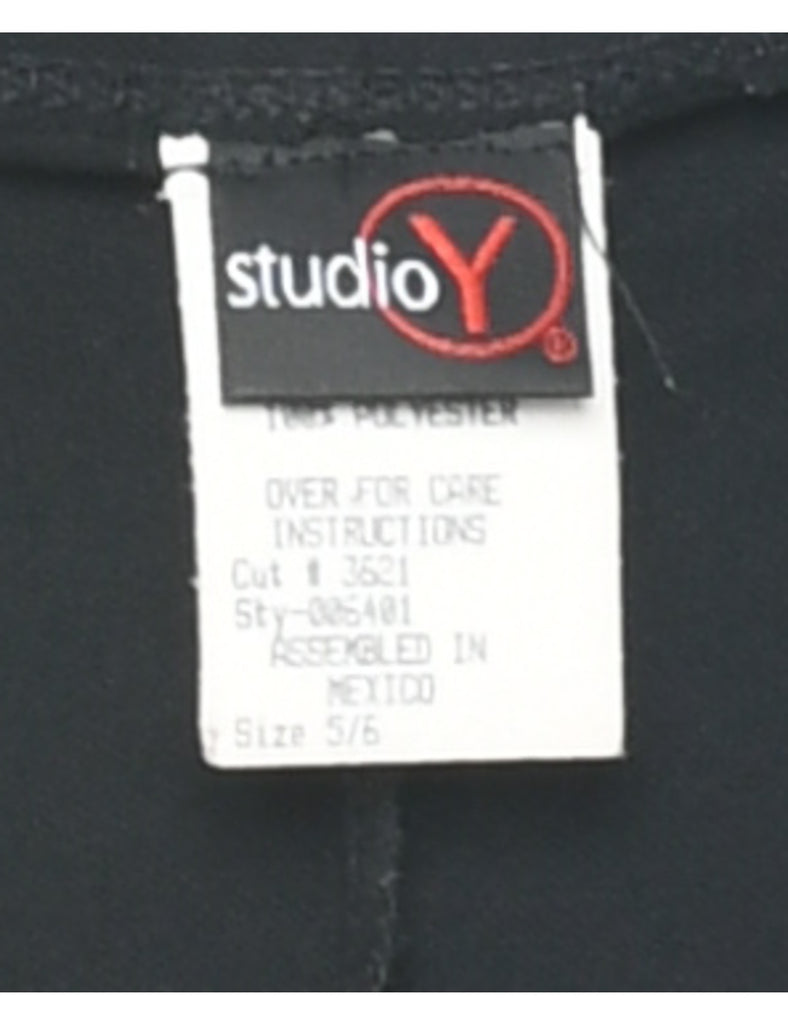 studio Y ®
100% POLYESTER
OVER FOR CARE
INSTRUCTIONS
Cut # 3621
Sty-006401
ASSEMBLED IN
MEXICO
Size 5/6